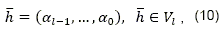 h̅ = (α_{l−1}, … , α_0),  h̅ ∈ V_l ,  (10)